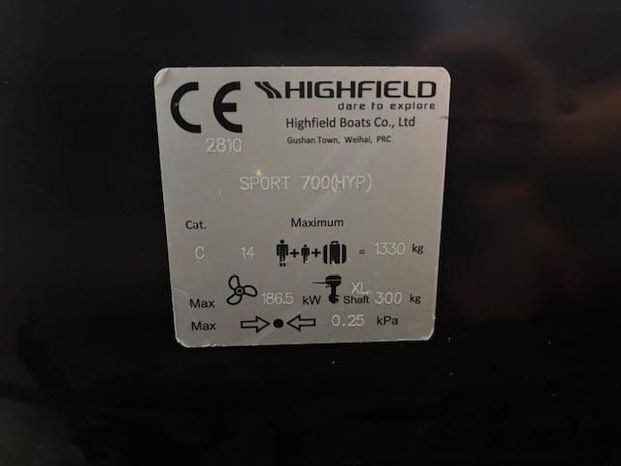 CE HIGHFIELD
dare to explore
Highfield Boats Co., Ltd
2810
Gushan Town, Weihai, PRC
SPORT 700(HYP)
Cat. Maximum
C 14 + + = 1330 kg
Max 186.5 kW XL Shaft 300 kg
Max 0.25 kPa